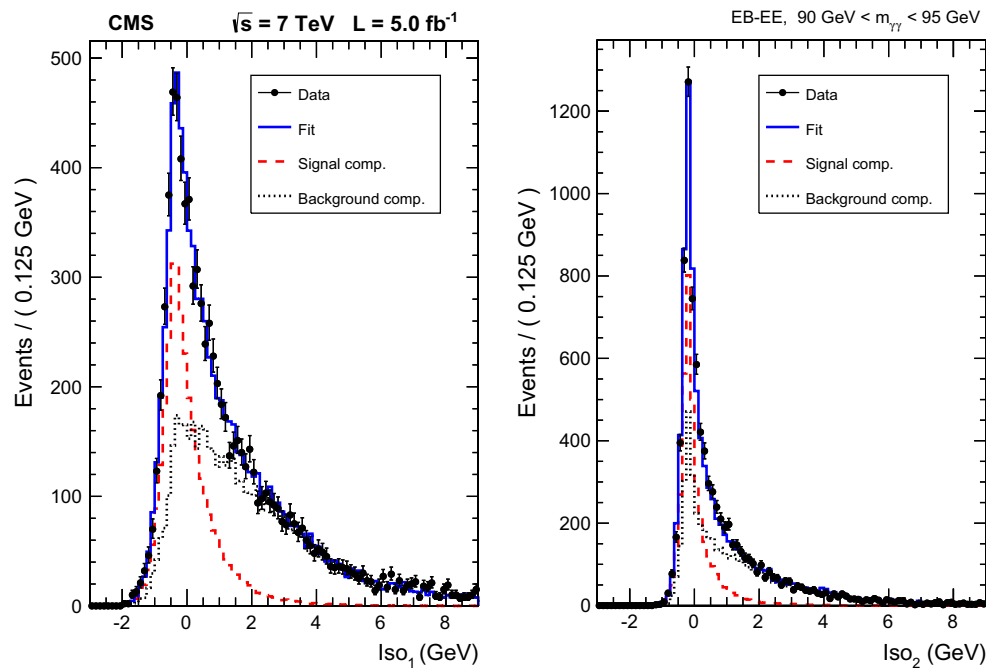 CMS √s = 7 TeV L = 5.0 fb⁻¹
EB-EE, 90 GeV < mγγ < 95 GeV
Events / ( 0.125 GeV )
500
400
300
200
100
0
Data
Fit
Signal comp.
Background comp.
-2 0 2 4 6 8
Iso₁ (GeV)
Events / ( 0.125 GeV )
1200
1000
800
600
400
200
0
Data
Fit
Signal comp.
Background comp.
-2 0 2 4 6 8
Iso₂ (GeV)